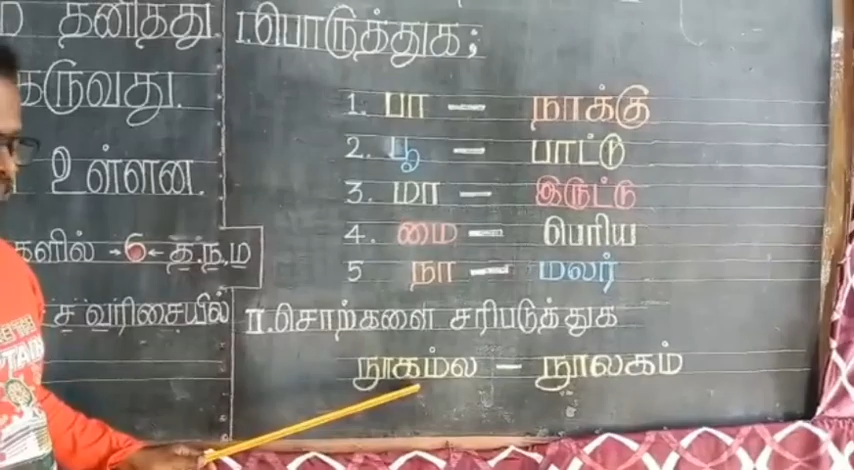 தனித்து
கருவது.
உள்ளன.
களில் → 6 ← த.ந.ம
ச வரிசையில்
I. பொருத்துக ;
1. பா – நாக்கு
2. பூ – பாட்டு
3. மா – இருட்டு
4. மை – பெரிய
5 நா – மலர்
II. சொற்களை சரிபடுத்துக
நூகம்ல – நூலகம்